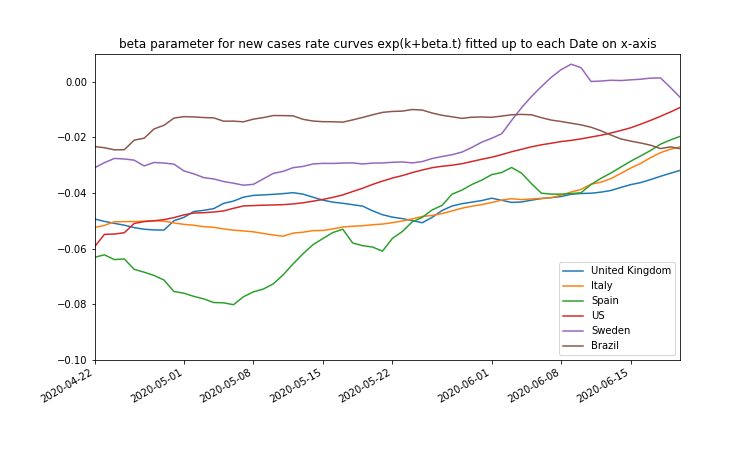 beta parameter for new cases rate curves exp(k+beta.t) fitted up to each Date on x-axis
0.00
−0.02
−0.04
−0.06
−0.08
−0.10
United Kingdom
Italy
Spain
US
Sweden
Brazil
2020-04-22
2020-05-01
2020-05-08
2020-05-15
2020-05-22
2020-06-01
2020-06-08
2020-06-15